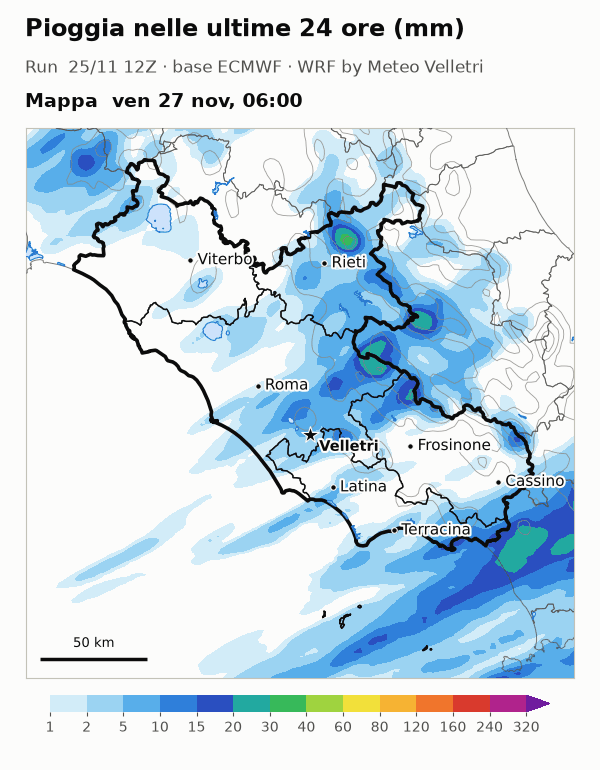 Pioggia nelle ultime 24 ore (mm)
Run  25/11 12Z · base ECMWF · WRF by Meteo Velletri
Mappa  ven 27 nov, 06:00
Viterbo
Rieti
Roma
Velletri
Frosinone
Latina
Cassino
Terracina
50 km
1 2 5 10 15 20 30 40 60 80 120 160 240 320